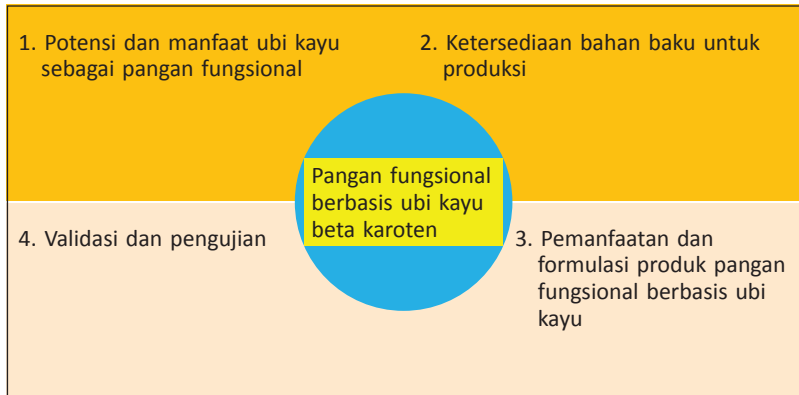 1. Potensi dan manfaat ubi kayu
sebagai pangan fungsional
2. Ketersediaan bahan baku untuk
produksi
Pangan fungsional
berbasis ubi kayu
beta karoten
4. Validasi dan pengujian
3. Pemanfaatan dan
formulasi produk pangan
fungsional berbasis ubi
kayu